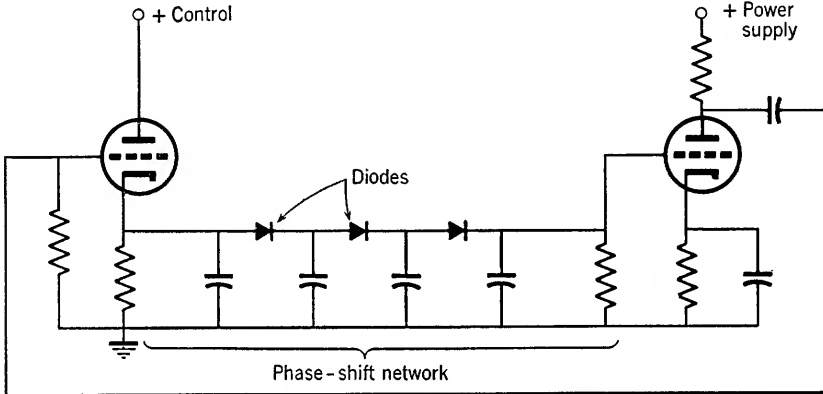 + Control
+ Power
supply
Diodes
Phase-shift network